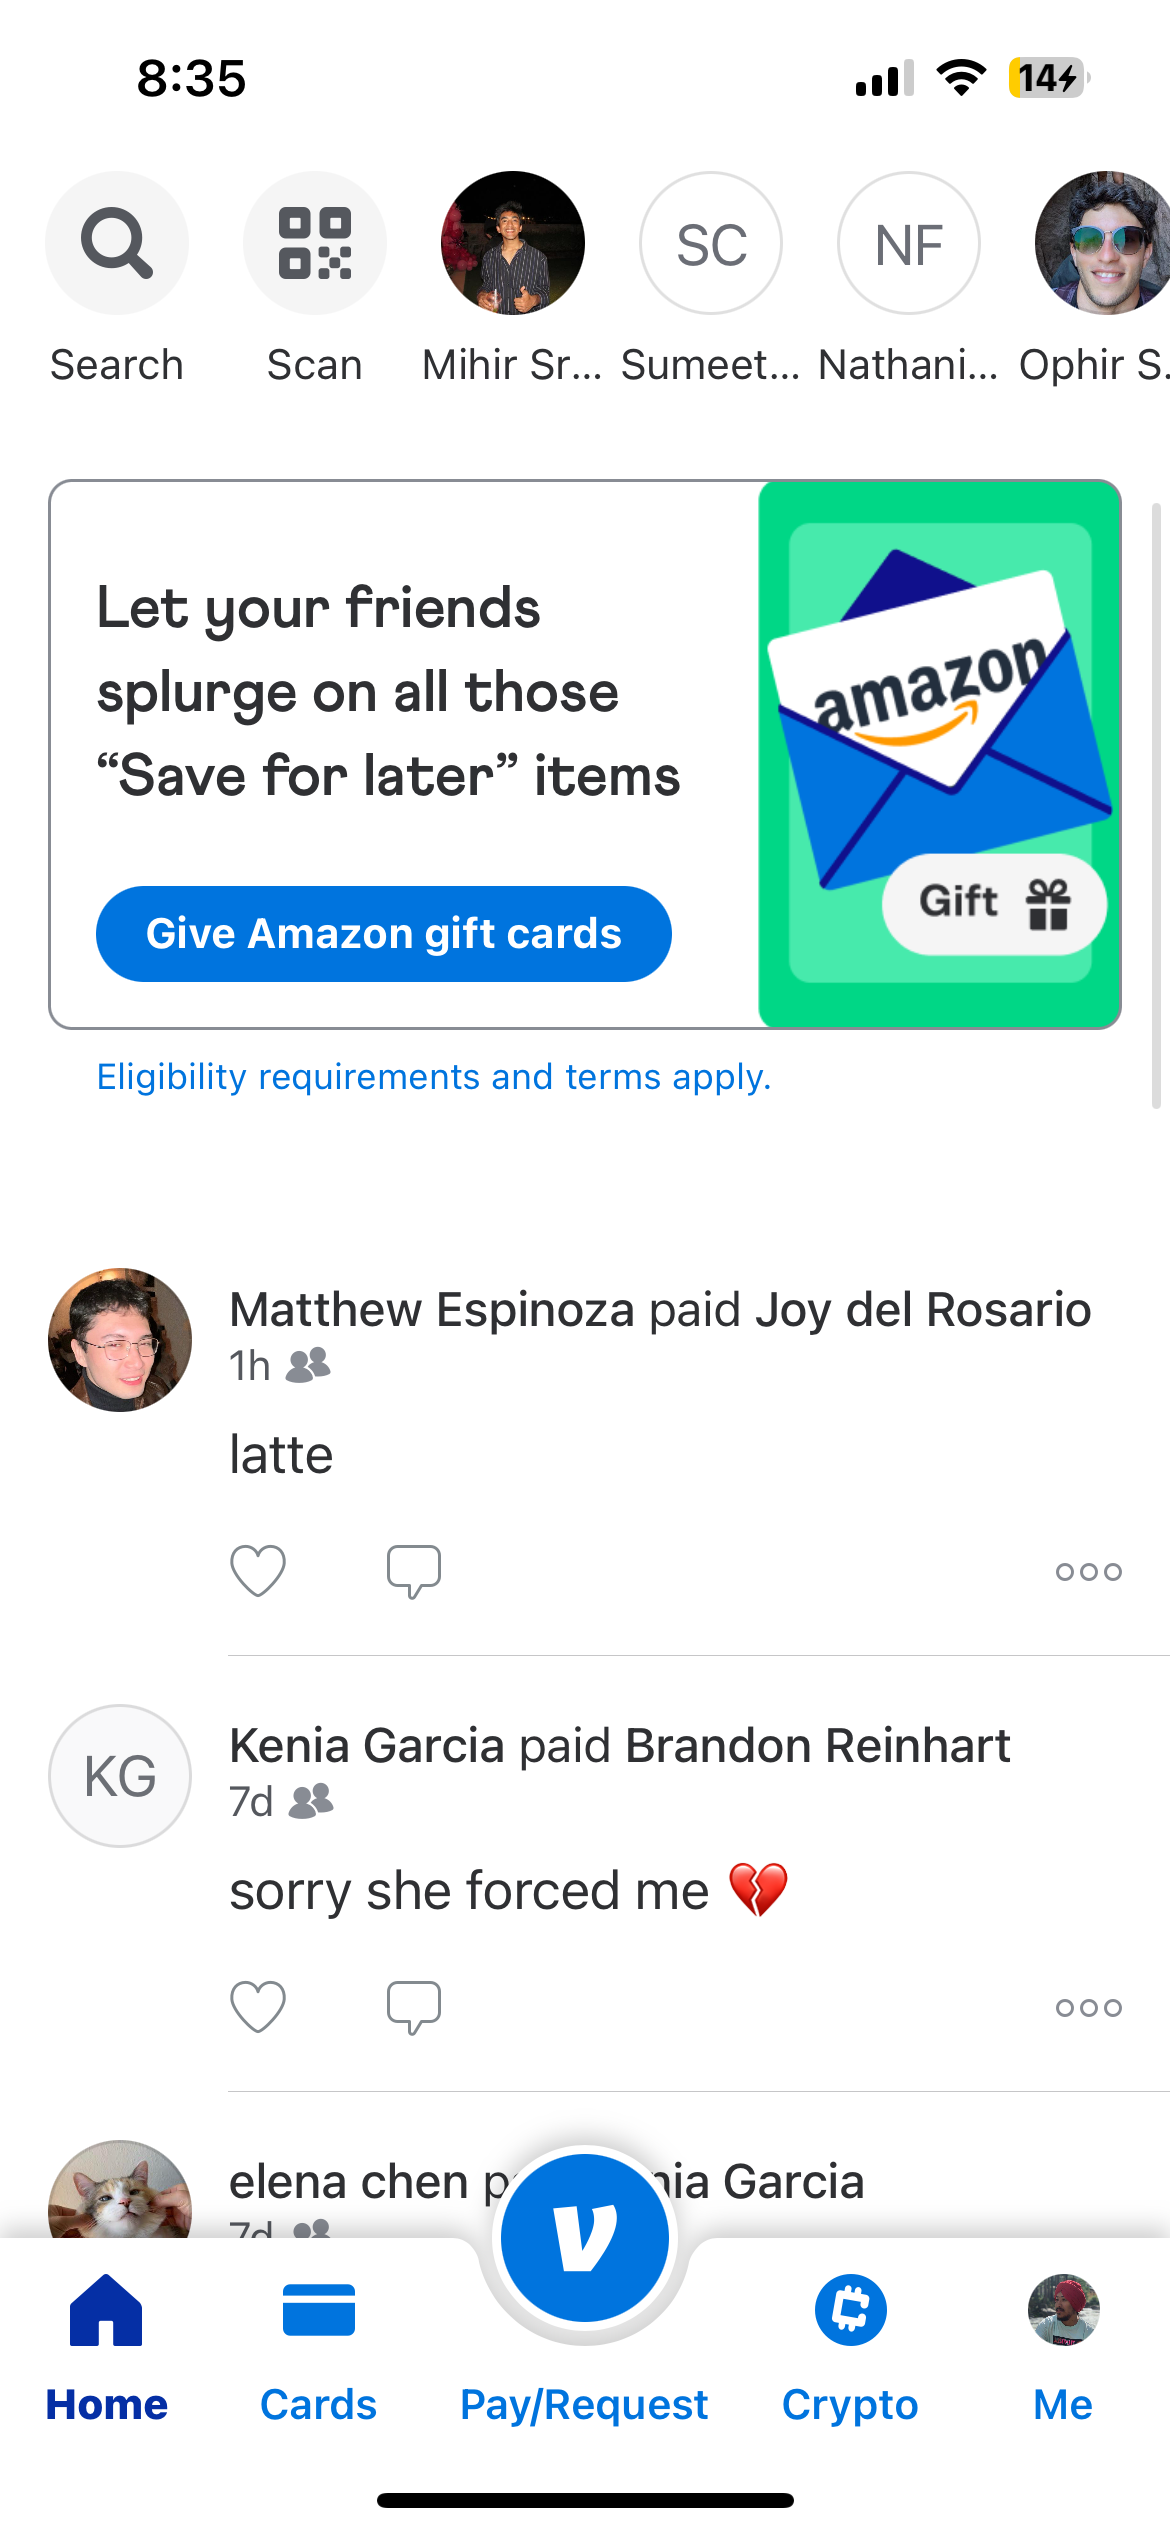 8:35
14
SC
NF
Search
Scan
Mihir Sr...
Sumeet...
Nathani...
Ophir S.
Let your friends
splurge on all those
“Save for later” items
amazon
Give Amazon gift cards
Gift
Eligibility requirements and terms apply.
Matthew Espinoza paid Joy del Rosario
1h
latte
KG
Kenia Garcia paid Brandon Reinhart
7d
sorry she forced me 💔
elena chen p nia Garcia
7d
Home
Cards
Pay/Request
Crypto
Me